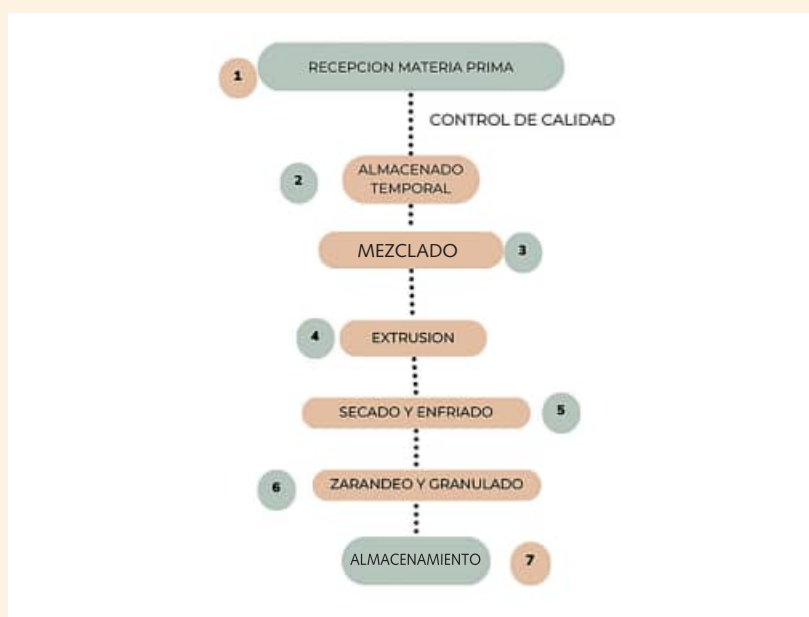 1
RECEPCION MATERIA PRIMA
CONTROL DE CALIDAD
2
ALMACENADO
TEMPORAL
MEZCLADO
3
4
EXTRUSION
SECADO Y ENFRIADO
5
6
ZARANDEO Y GRANULADO
ALMACENAMIENTO
7